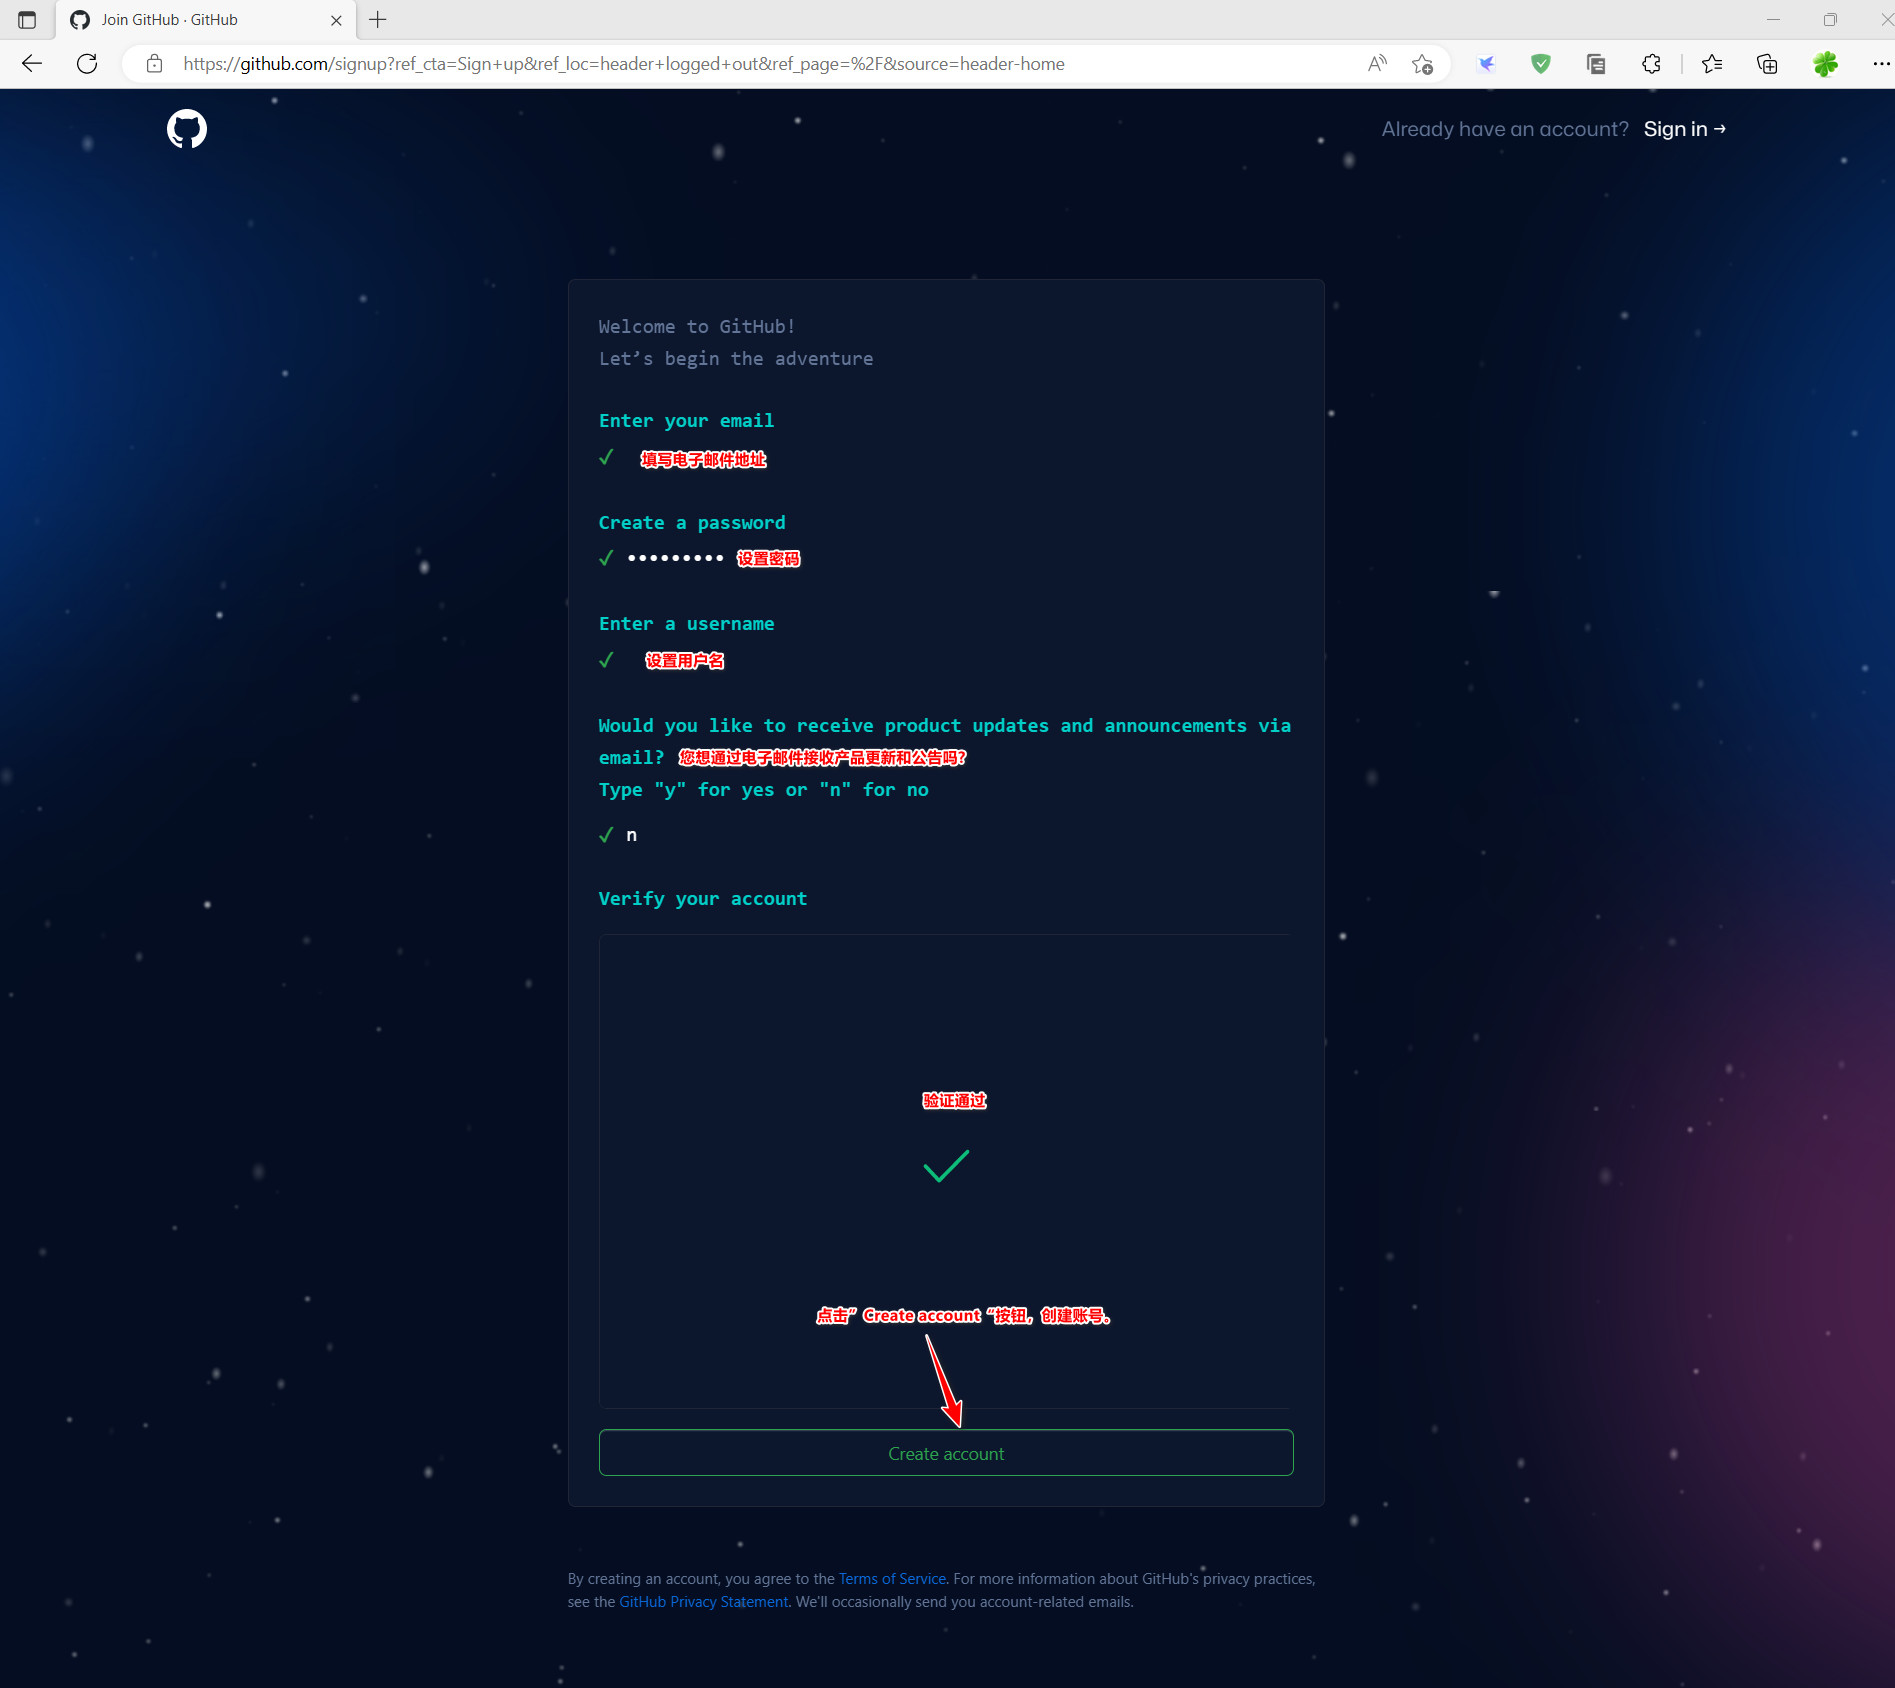 Join GitHub · GitHub
https://github.com/signup?ref_cta=Sign+up&ref_loc=header+logged+out&ref_page=%2F&source=header-home
Already have an account? Sign in →
Welcome to GitHub!
Let’s begin the adventure
Enter your email
填写电子邮件地址
Create a password
••••••••• 设置密码
Enter a username
设置用户名
Would you like to receive product updates and announcements via
email? 您想通过电子邮件接收产品更新和公告吗?
Type "y" for yes or "n" for no
n
Verify your account
验证通过
点击”Create account“按钮，创建账号。
Create account
By creating an account, you agree to the Terms of Service. For more information about GitHub's privacy practices,
see the GitHub Privacy Statement. We'll occasionally send you account-related emails.